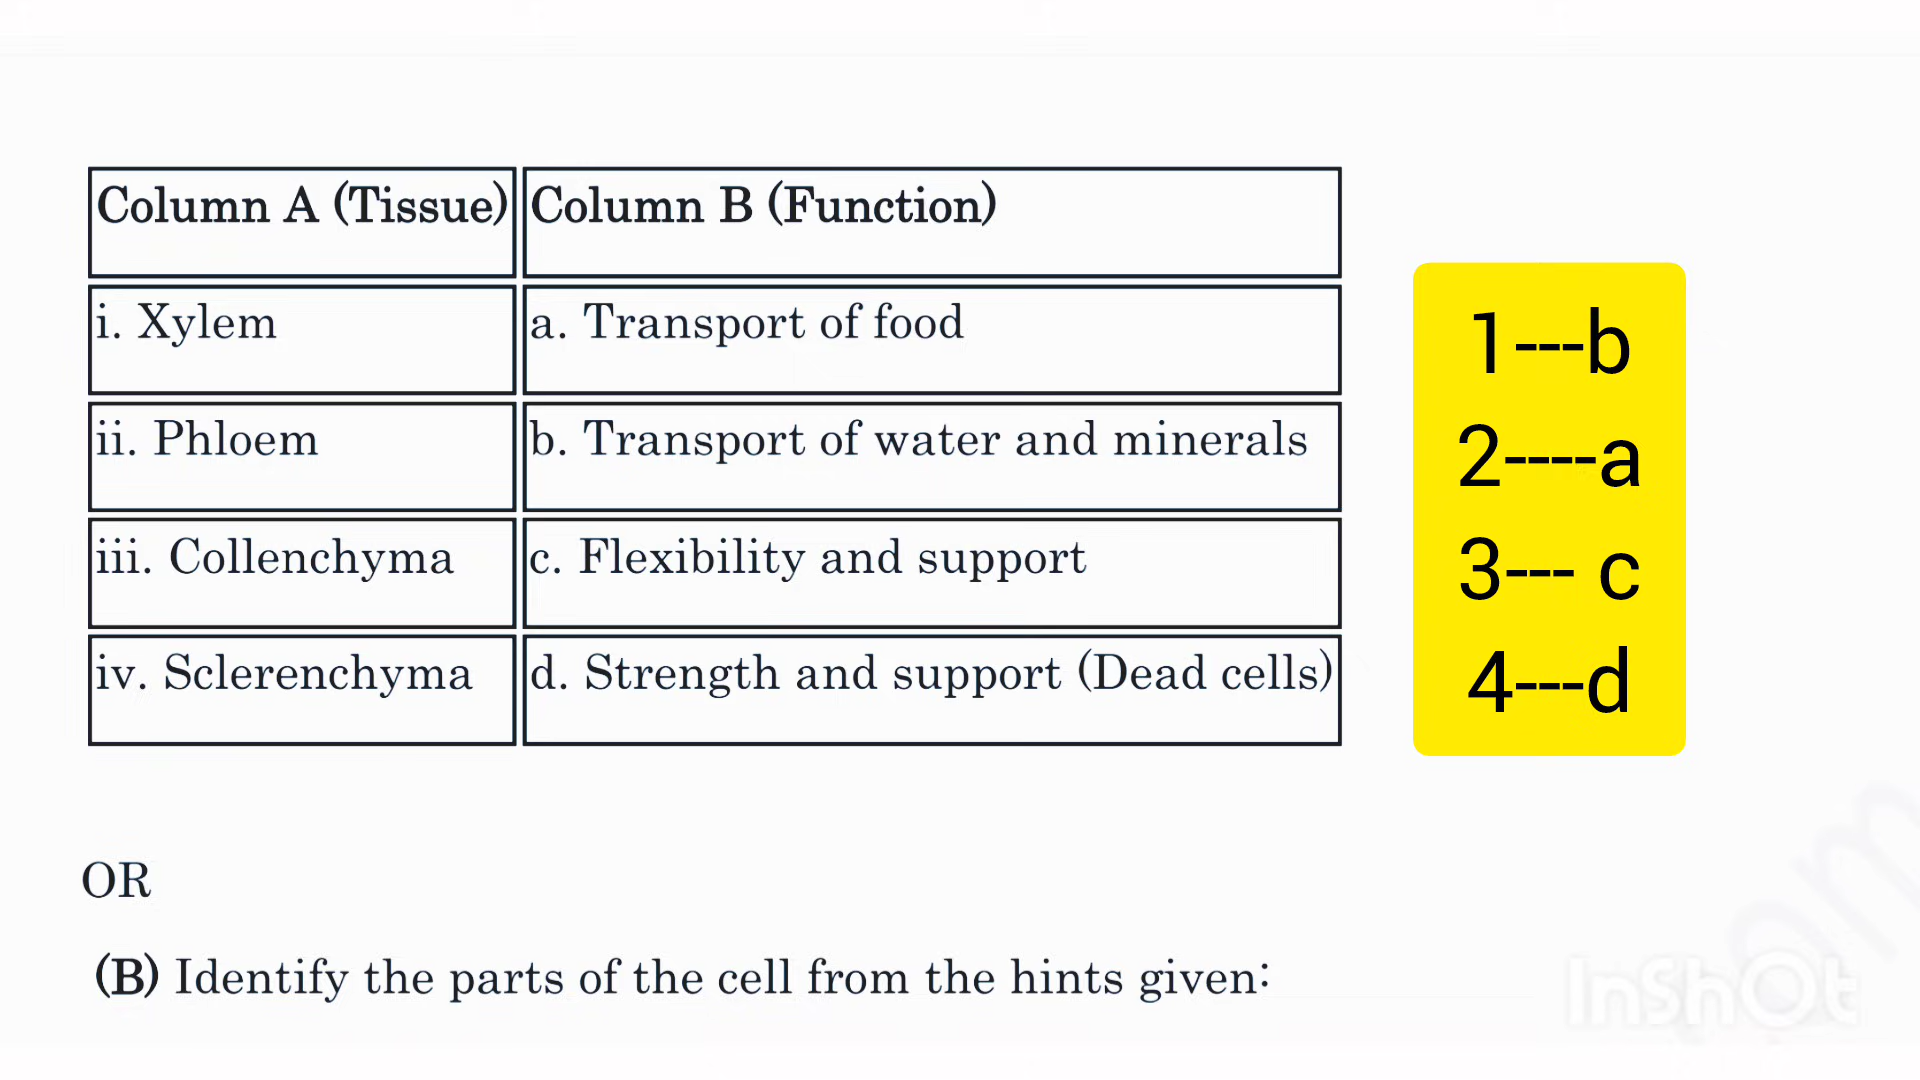 Column A (Tissue) Column B (Function)
i. Xylem a. Transport of food
ii. Phloem b. Transport of water and minerals
iii. Collenchyma c. Flexibility and support
iv. Sclerenchyma d. Strength and support (Dead cells)
1---b
2----a
3--- c
4---d
OR
(B) Identify the parts of the cell from the hints given:
InShOt